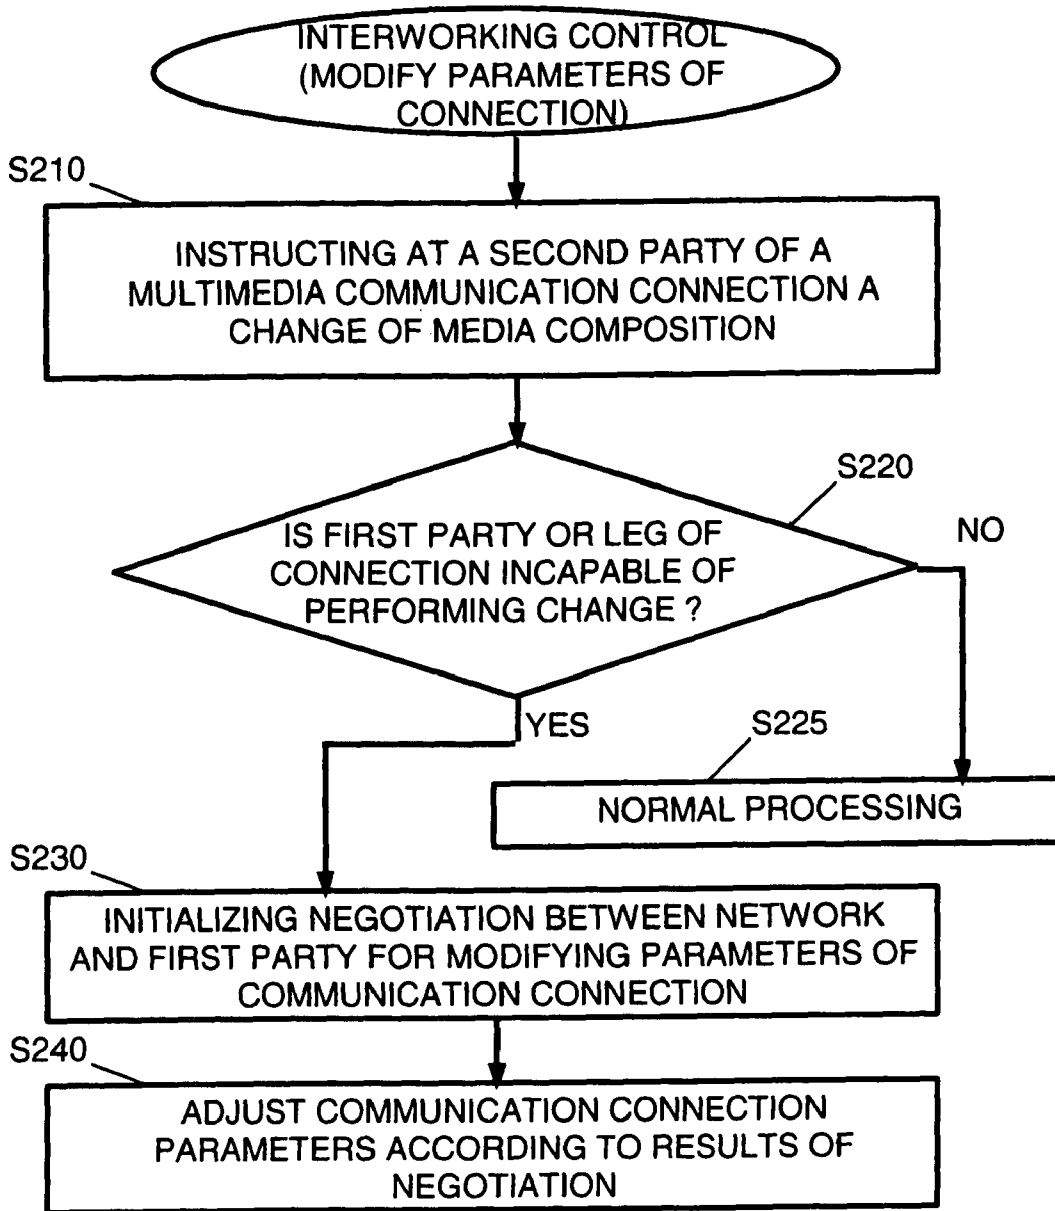 INTERWORKING CONTROL
(MODIFY PARAMETERS OF
CONNECTION)
S210
INSTRUCTING AT A SECOND PARTY OF A
MULTIMEDIA COMMUNICATION CONNECTION A
CHANGE OF MEDIA COMPOSITION
S220
IS FIRST PARTY OR LEG OF
CONNECTION INCAPABLE OF
PERFORMING CHANGE ?
NO
YES
S225
NORMAL PROCESSING
S230
INITIALIZING NEGOTIATION BETWEEN NETWORK
AND FIRST PARTY FOR MODIFYING PARAMETERS OF
COMMUNICATION CONNECTION
S240
ADJUST COMMUNICATION CONNECTION
PARAMETERS ACCORDING TO RESULTS OF
NEGOTIATION